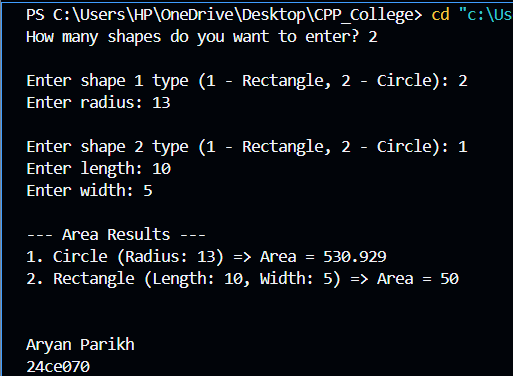 PS C:\Users\HP\OneDrive\Desktop\CPP_College> cd "c:\Us
How many shapes do you want to enter? 2
Enter shape 1 type (1 - Rectangle, 2 - Circle): 2
Enter radius: 13
Enter shape 2 type (1 - Rectangle, 2 - Circle): 1
Enter length: 10
Enter width: 5
--- Area Results ---
1. Circle (Radius: 13) => Area = 530.929
2. Rectangle (Length: 10, Width: 5) => Area = 50
Aryan Parikh
24ce070